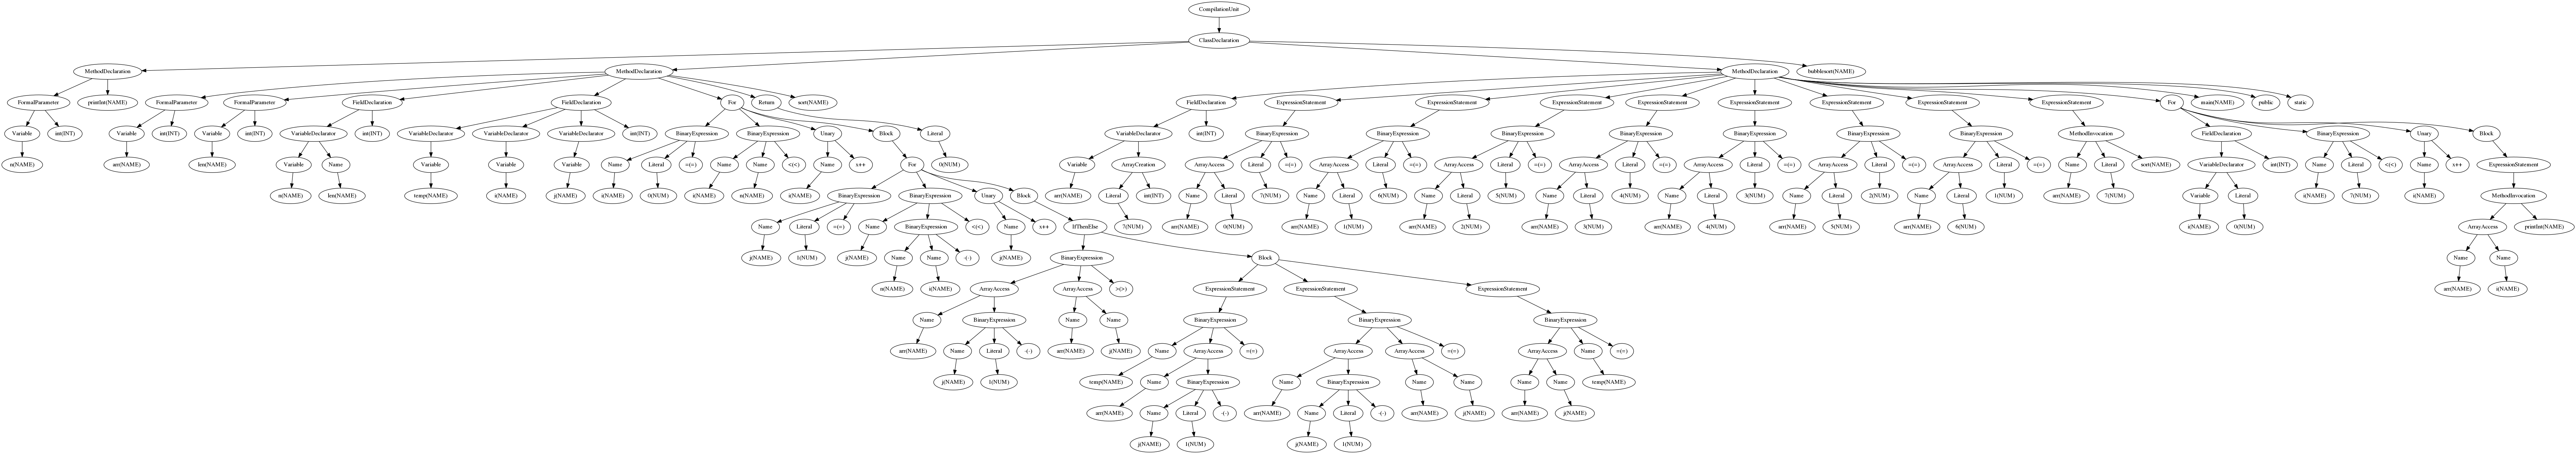 CompilationUnit
ClassDeclaration
MethodDeclaration MethodDeclaration MethodDeclaration bubblesort(NAME)
FormalParameter printInt(NAME) FormalParameter FormalParameter FieldDeclaration FieldDeclaration For Return sort(NAME) FieldDeclaration ExpressionStatement ExpressionStatement ExpressionStatement ExpressionStatement ExpressionStatement ExpressionStatement ExpressionStatement ExpressionStatement For main(NAME) public static
Variable int(INT) Variable int(INT) Variable int(INT) VariableDeclarator int(INT) VariableDeclarator VariableDeclarator VariableDeclarator int(INT) BinaryExpression BinaryExpression Unary Block Literal VariableDeclarator int(INT) BinaryExpression BinaryExpression BinaryExpression BinaryExpression BinaryExpression BinaryExpression BinaryExpression MethodInvocation FieldDeclaration BinaryExpression Unary Block
n(NAME) arr(NAME) len(NAME) Variable Name Variable Variable Variable Name Literal =(=) Name Name <(<) Name x++ For 0(NUM) Variable ArrayCreation ArrayAccess Literal =(=) ArrayAccess Literal =(=) ArrayAccess Literal =(=) ArrayAccess Literal =(=) ArrayAccess Literal =(=) ArrayAccess Literal =(=) ArrayAccess Literal =(=) Name Literal sort(NAME) VariableDeclarator int(INT) Name Literal <(<) Name x++ ExpressionStatement
n(NAME) len(NAME) temp(NAME) i(NAME) j(NAME) i(NAME) 0(NUM) i(NAME) n(NAME) i(NAME) BinaryExpression BinaryExpression Unary Block arr(NAME) Literal int(INT) Name Literal 7(NUM) Name Literal 6(NUM) Name Literal 5(NUM) Name Literal 4(NUM) Name Literal 3(NUM) Name Literal 2(NUM) Name Literal 1(NUM) arr(NAME) 7(NUM) Variable Literal i(NAME) 7(NUM) i(NAME) MethodInvocation
Name Literal =(=) Name BinaryExpression <(<) Name x++ IfThenElse 7(NUM) arr(NAME) 0(NUM) arr(NAME) 1(NUM) arr(NAME) 2(NUM) arr(NAME) 3(NUM) arr(NAME) 4(NUM) arr(NAME) 5(NUM) arr(NAME) 6(NUM) i(NAME) 0(NUM) ArrayAccess printInt(NAME)
j(NAME) 1(NUM) j(NAME) Name Name -(-) j(NAME) BinaryExpression Block Name Name
n(NAME) i(NAME) ArrayAccess ArrayAccess >(>) ExpressionStatement ExpressionStatement ExpressionStatement arr(NAME) i(NAME)
Name BinaryExpression Name Name BinaryExpression BinaryExpression BinaryExpression
arr(NAME) Name Literal -(-) arr(NAME) j(NAME) Name ArrayAccess =(=) ArrayAccess ArrayAccess =(=) ArrayAccess Name =(=)
j(NAME) 1(NUM) temp(NAME) Name BinaryExpression Name BinaryExpression Name Name Name Name temp(NAME)
arr(NAME) Name Literal -(-) arr(NAME) Name Literal -(-) arr(NAME) j(NAME) arr(NAME) j(NAME)
j(NAME) 1(NUM) j(NAME) 1(NUM)